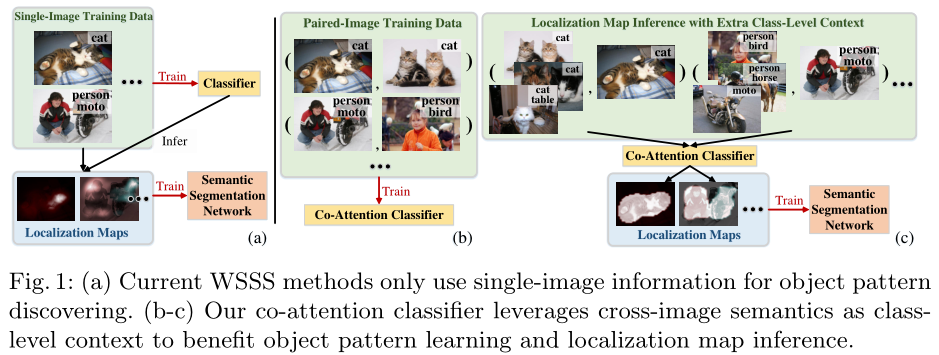 Single-Image Training Data
cat
person
moto
Train
Classifier
Infer
Train
Localization Maps
Semantic
Segmentation
Network
(a)
Paired-Image Training Data
( cat , cat )
( person
moto , person
bird )
Train
Co-Attention Classifier
(b)
Localization Map Inference with Extra Class-Level Context
( cat
cat
cat
table , cat )
( person
bird
person
horse
person
moto , person
moto )
Co-Attention Classifier
Localization Maps
Train
Semantic
Segmentation
Network
(c)
Fig. 1: (a) Current WSSS methods only use single-image information for object pattern
discovering. (b-c) Our co-attention classifier leverages cross-image semantics as class-
level context to benefit object pattern learning and localization map inference.